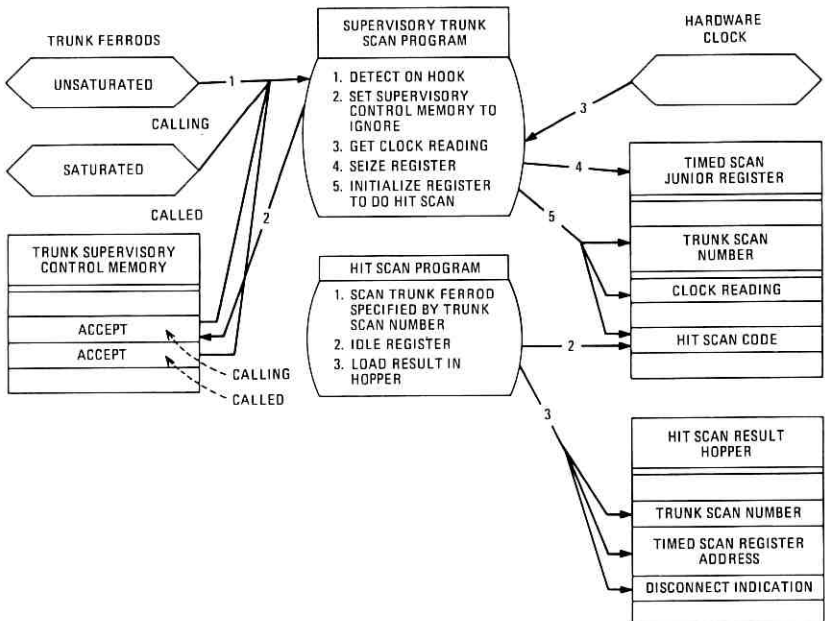 TRUNK FERRODS
UNSATURATED
CALLING
SATURATED
CALLED
TRUNK SUPERVISORY
CONTROL MEMORY
ACCEPT
ACCEPT
CALLING
CALLED
1
2
SUPERVISORY TRUNK
SCAN PROGRAM
1. DETECT ON HOOK
2. SET SUPERVISORY
CONTROL MEMORY TO
IGNORE
3. GET CLOCK READING
4. SEIZE REGISTER
5. INITIALIZE REGISTER
TO DO HIT SCAN
HIT SCAN PROGRAM
1. SCAN TRUNK FERROD
SPECIFIED BY TRUNK
SCAN NUMBER
2. IDLE REGISTER
3. LOAD RESULT IN
HOPPER
3
4
5
2
3
HARDWARE
CLOCK
TIMED SCAN
JUNIOR REGISTER
TRUNK SCAN
NUMBER
CLOCK READING
HIT SCAN CODE
HIT SCAN RESULT
HOPPER
TRUNK SCAN NUMBER
TIMED SCAN REGISTER
ADDRESS
DISCONNECT INDICATION